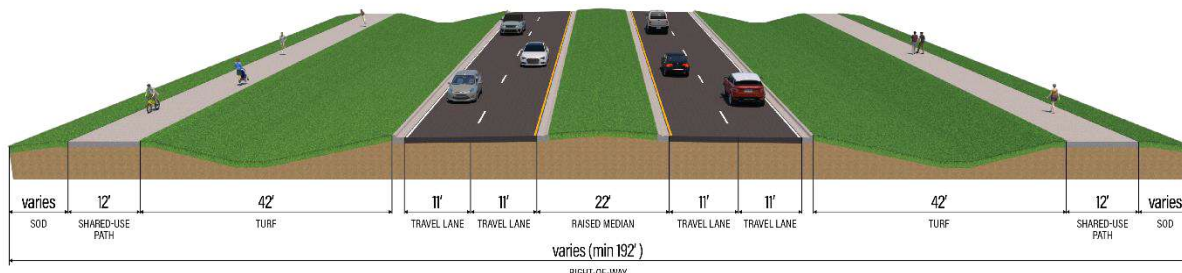 varies 12' 42' 11' 11' 22' 11' 11' 42' 12' varies
SOD SHARED-USE PATH TURF TRAVEL LANE TRAVEL LANE RAISED MEDIAN TRAVEL LANE TRAVEL LANE TURF SHARED-USE PATH SOD
varies (min 192')
RIGHT-OF-WAY